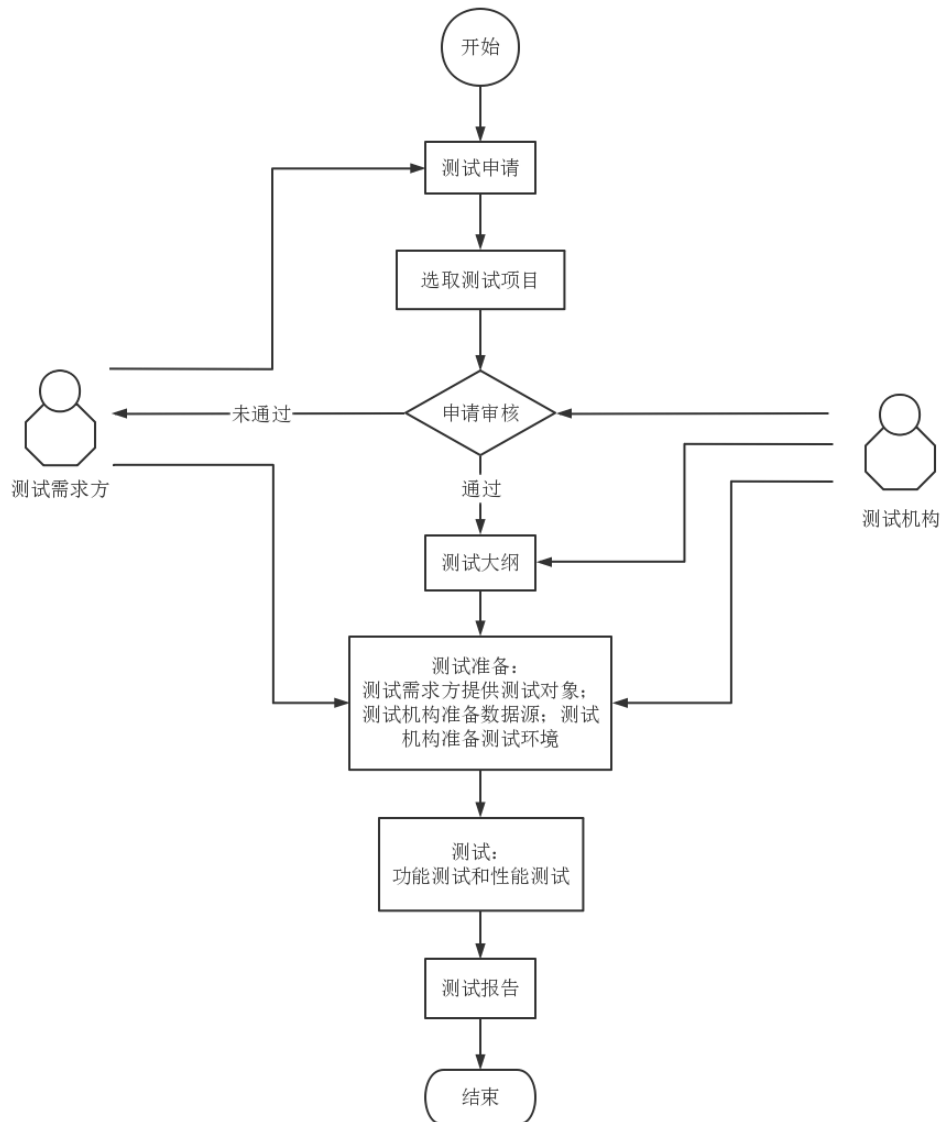 开始
测试申请
选取测试项目
申请审核
未通过
测试需求方
通过
测试机构
测试大纲
测试准备：
测试需求方提供测试对象；
测试机构准备数据源；测试
机构准备测试环境
测试：
功能测试和性能测试
测试报告
结束